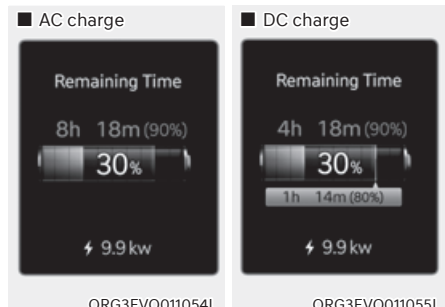 ■ AC charge
Remaining Time
8h 18m (90%)
30%
9.9 kw
ORG3EVQ011054L
■ DC charge
Remaining Time
4h 18m (90%)
30%
1h 14m (80%)
9.9 kw
ORG3EVQ011055L